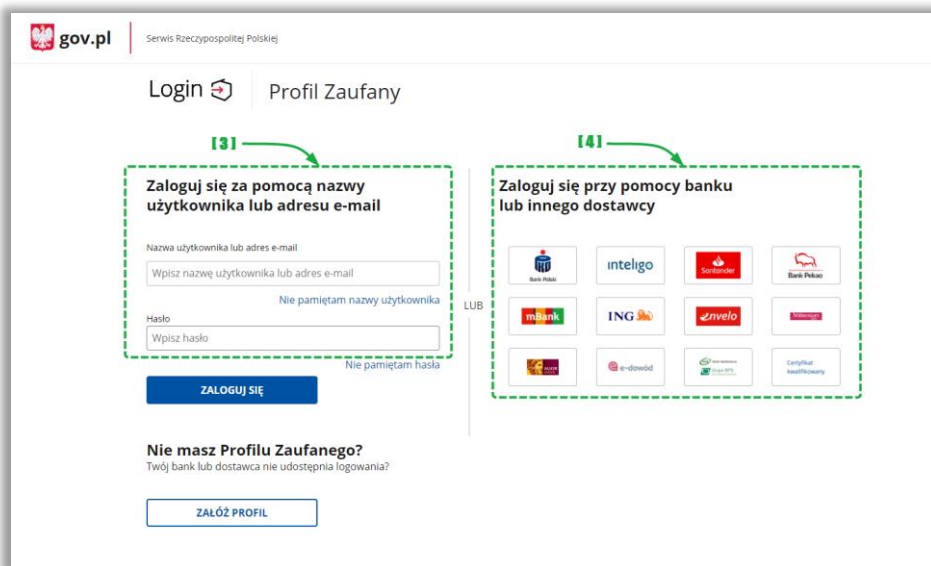 gov.pl
Serwis Rzeczypospolitej Polskiej
Login
Profil Zaufany
[3]
Zaloguj się za pomocą nazwy
użytkownika lub adresu e-mail
Nazwa użytkownika lub adres e-mail
Wpisz nazwę użytkownika lub adres e-mail
Nie pamiętam nazwy użytkownika
Hasło
Wpisz hasło
Nie pamiętam hasła
ZALOGUJ SIĘ
LUB
[4]
Zaloguj się przy pomocy banku
lub innego dostawcy
Bank Polski
inteligo
Santander
Bank Pekao
mBank
ING
envelo
Millennium
ALIOR
e-dowód
Grupa BPS
Certyfikat
kwalifikowany
Nie masz Profilu Zaufanego?
Twój bank lub dostawca nie udostępnia logowania?
ZAŁÓŻ PROFIL